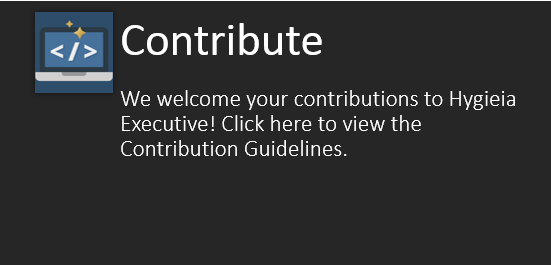 </>
Contribute
We welcome your contributions to Hygieia
Executive! Click here to view the
Contribution Guidelines.